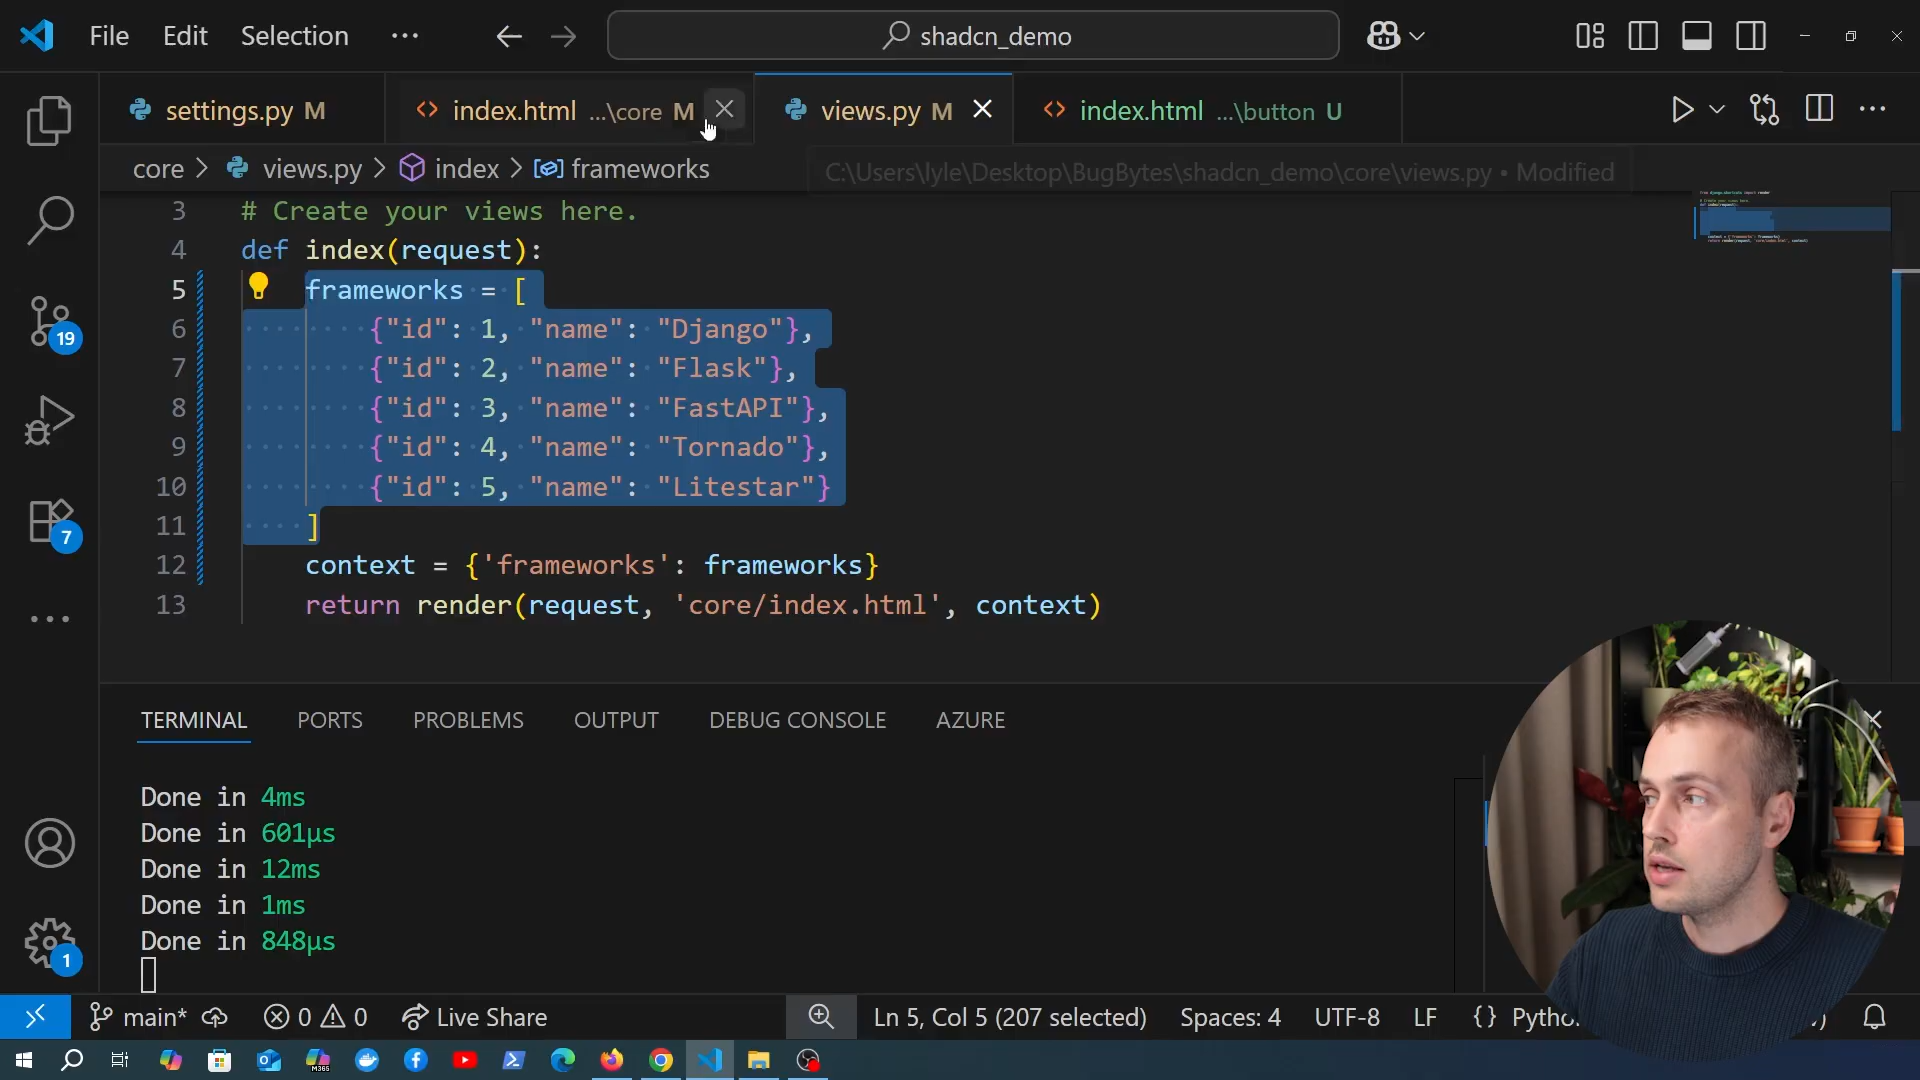 File Edit Selection ··· shadcn_demo
settings.py M index.html ...\core M views.py M index.html ...\button U
core > views.py > index > frameworks
C:\Users\lyle\Desktop\BugBytes\shadcn_demo\core\views.py • Modified
3 # Create your views here.
4 def index(request):
5 frameworks = [
6 {"id": 1, "name": "Django"},
7 {"id": 2, "name": "Flask"},
8 {"id": 3, "name": "FastAPI"},
9 {"id": 4, "name": "Tornado"},
10 {"id": 5, "name": "Litestar"}
11 ]
12 context = {'frameworks': frameworks}
13 return render(request, 'core/index.html', context)
19
7
1
TERMINAL PORTS PROBLEMS OUTPUT DEBUG CONSOLE AZURE
Done in 4ms
Done in 601µs
Done in 12ms
Done in 1ms
Done in 848µs
main* 0 0 Live Share Ln 5, Col 5 (207 selected) Spaces: 4 UTF-8 LF {} Pytho